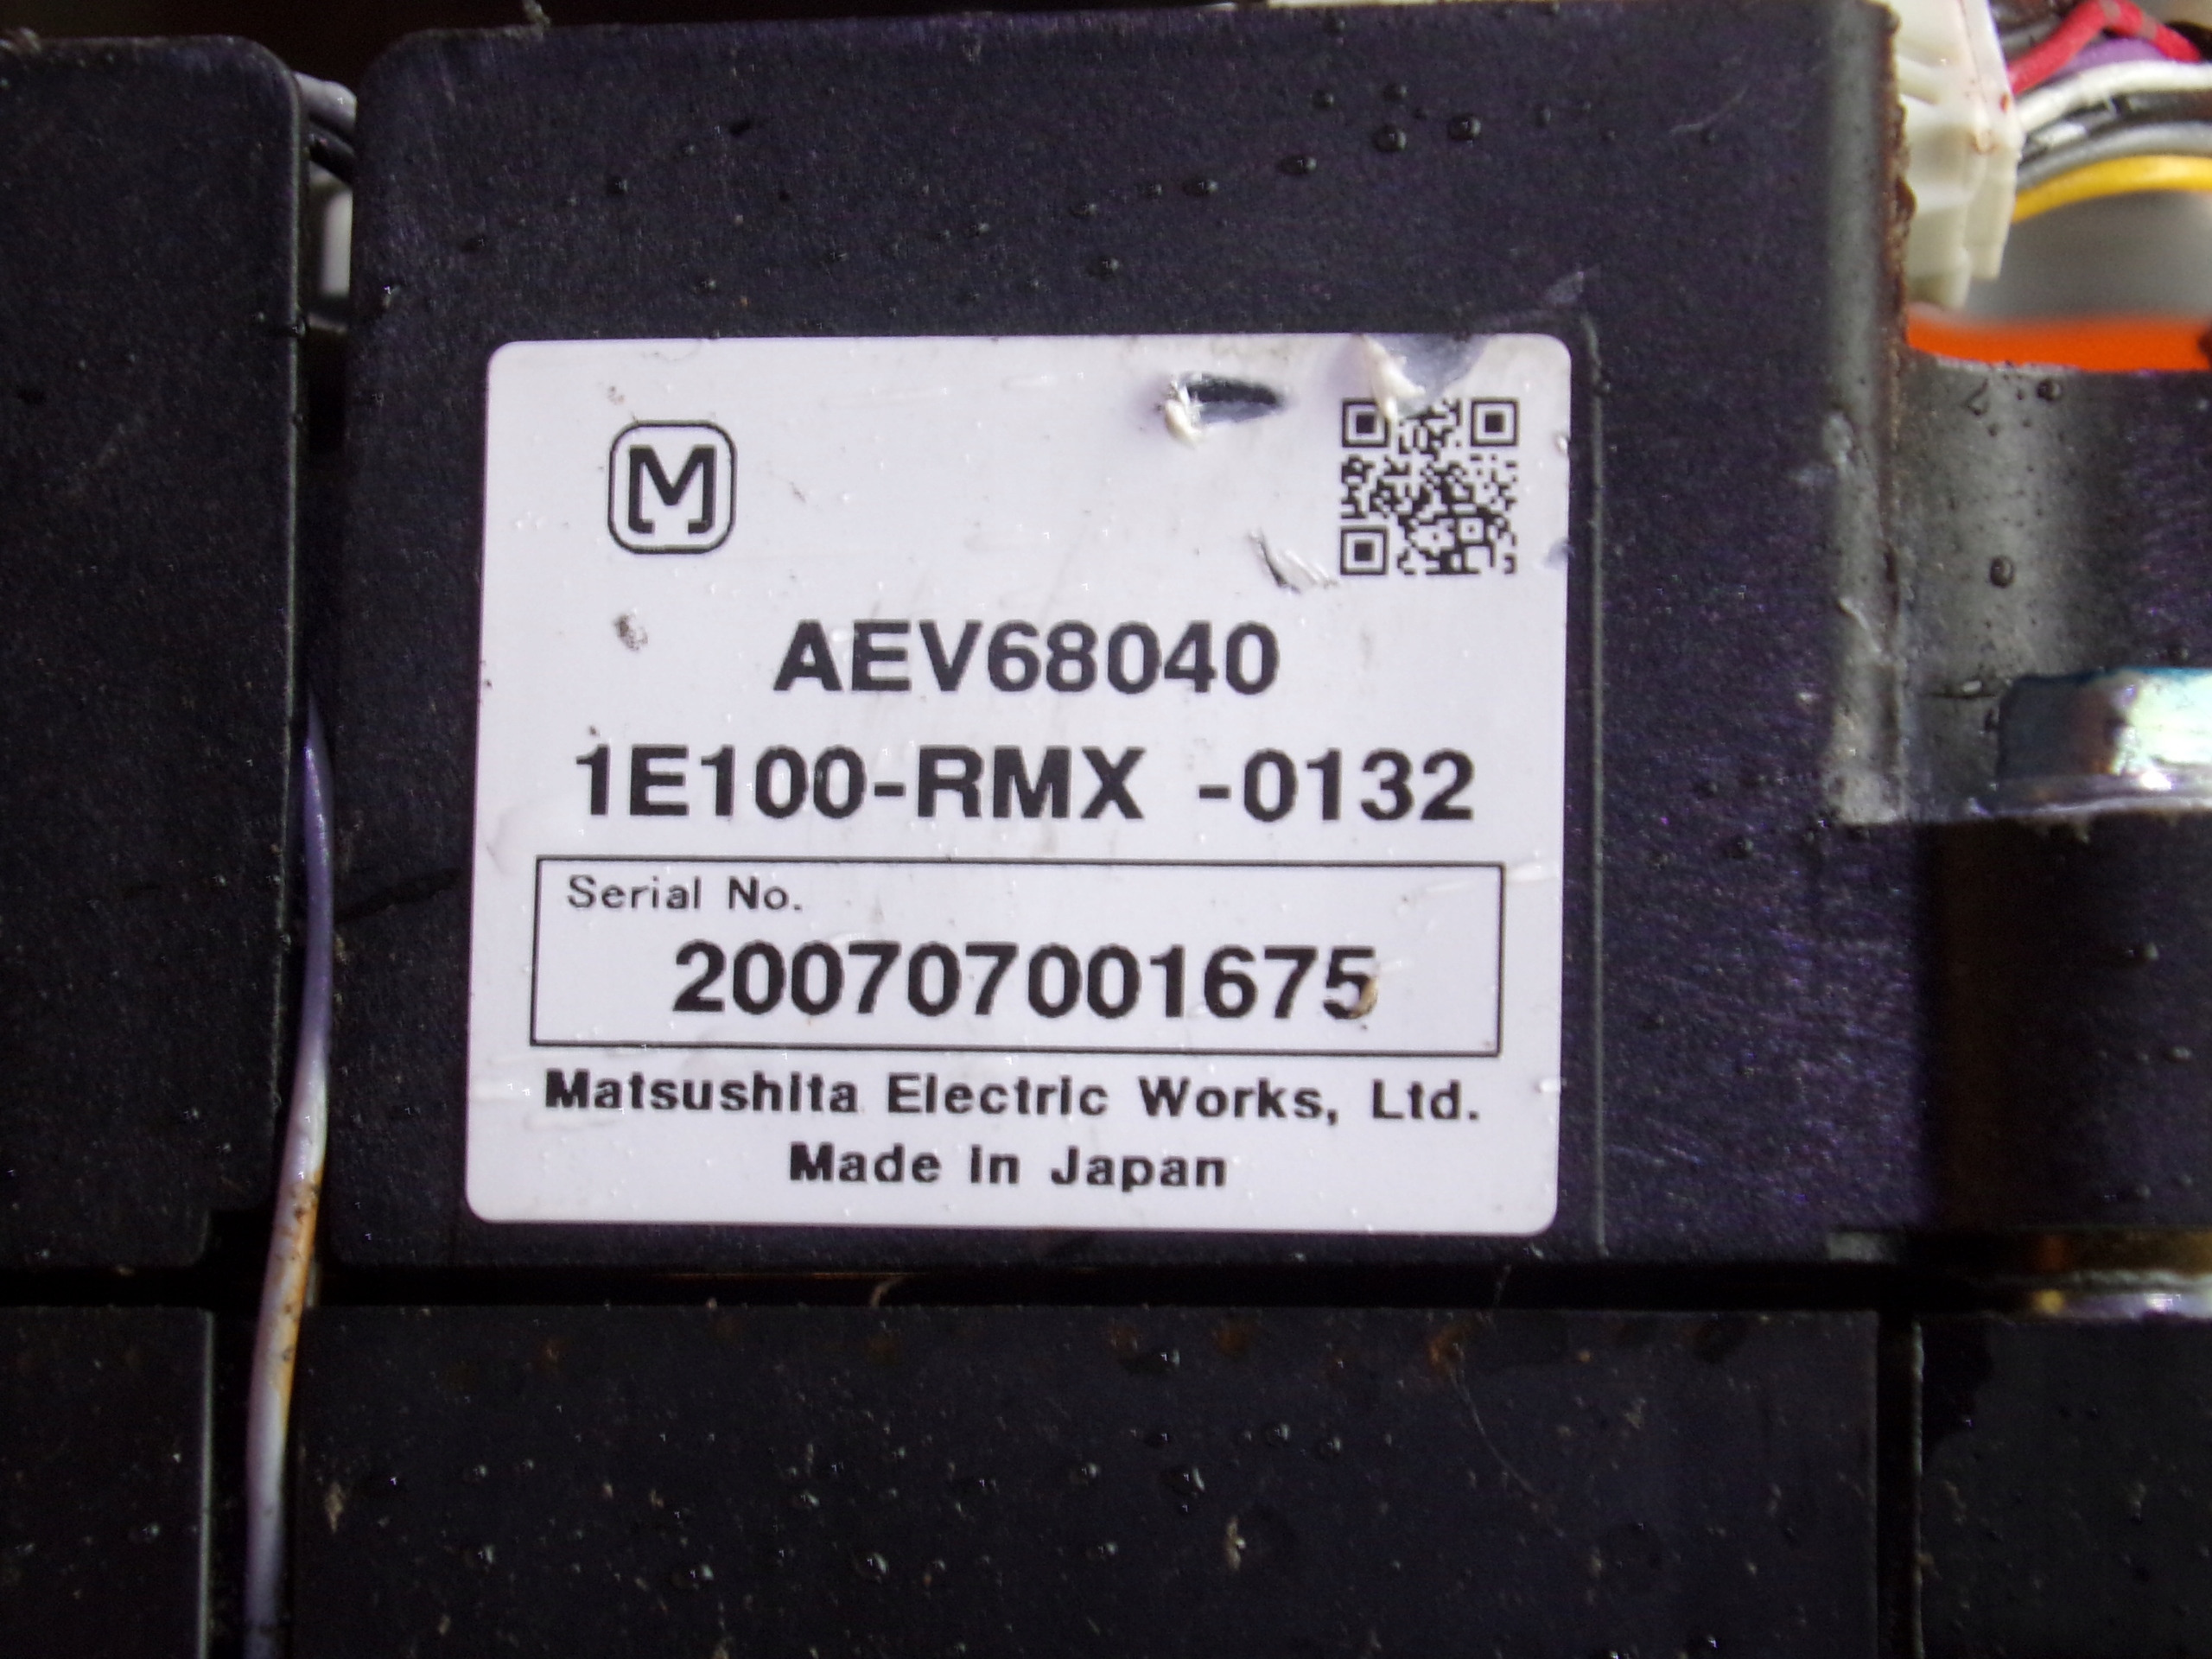 M
AEV68040
1E100-RMX -0132
Serial No.
200707001675
Matsushita Electric Works, Ltd.
Made in Japan